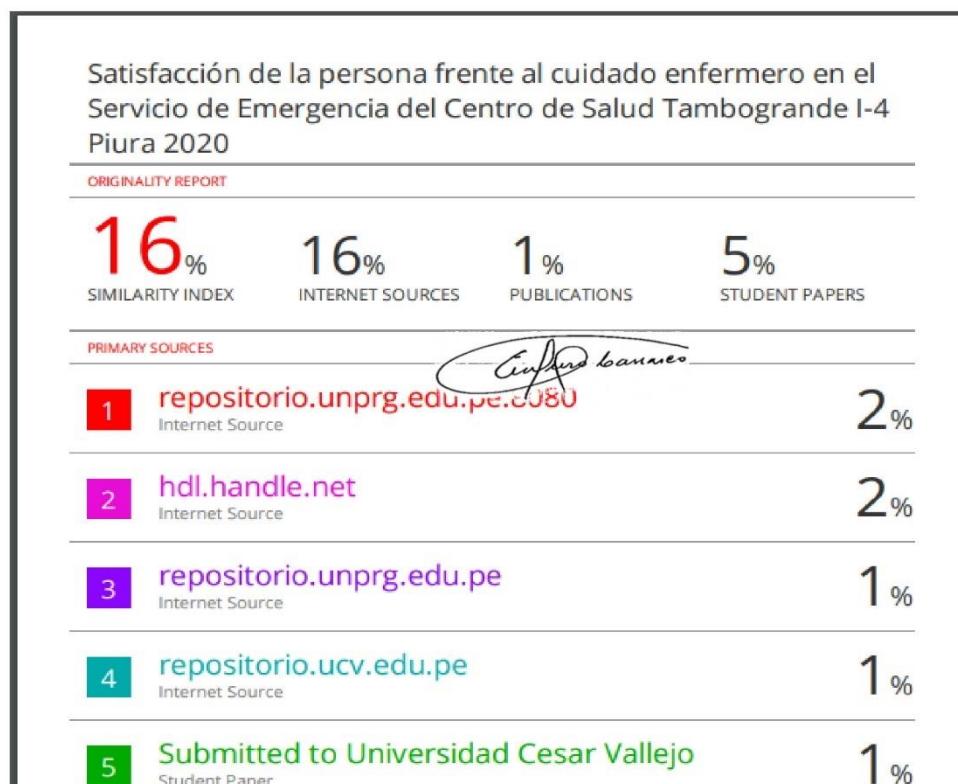 Satisfacción de la persona frente al cuidado enfermero en el
Servicio de Emergencia del Centro de Salud Tambogrande I-4
Piura 2020
ORIGINALITY REPORT
16% 16% 1% 5%
SIMILARITY INDEX INTERNET SOURCES PUBLICATIONS STUDENT PAPERS
PRIMARY SOURCES
1 repositorio.unprg.edu.pe:8080 2%
Internet Source
2 hdl.handle.net 2%
Internet Source
3 repositorio.unprg.edu.pe 1%
Internet Source
4 repositorio.ucv.edu.pe 1%
Internet Source
5 Submitted to Universidad Cesar Vallejo 1%
Student Paper